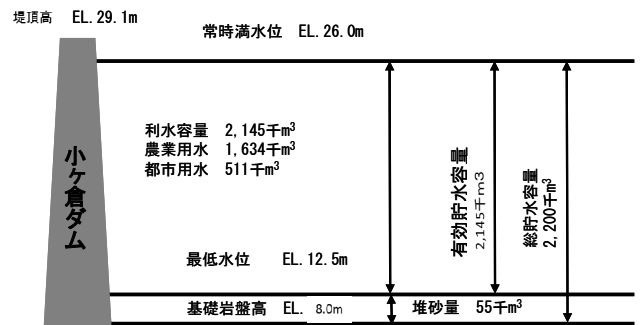 堤頂高 EL.29.1m
常時満水位 EL.26.0m
小ヶ倉ダム
利水容量 2,145千m³
農業用水 1,634千m³
都市用水 511千m³
有効貯水容量
2,145千m3
総貯水容量
2,200千m³
最低水位 EL.12.5m
基礎岩盤高 EL. 8.0m
堆砂量 55千m³